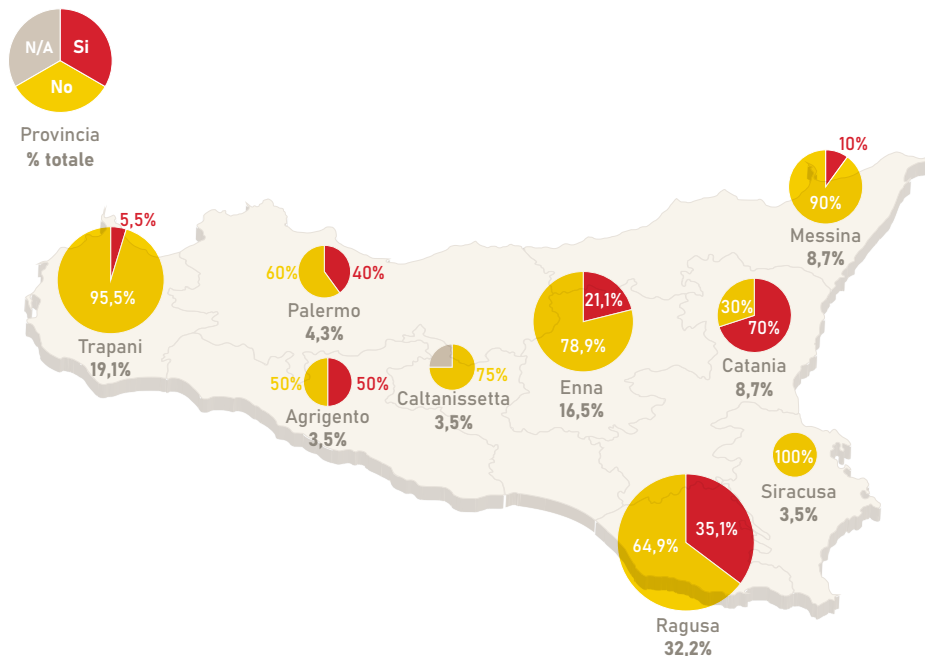 N/A
Si
No
Provincia
% totale
10%
90%
Messina
8,7%
5,5%
95,5%
Trapani
19,1%
60%
40%
Palermo
4,3%
21,1%
78,9%
Enna
16,5%
30%
70%
Catania
8,7%
50%
50%
Agrigento
3,5%
75%
Caltanissetta
3,5%
100%
Siracusa
3,5%
64,9%
35,1%
Ragusa
32,2%